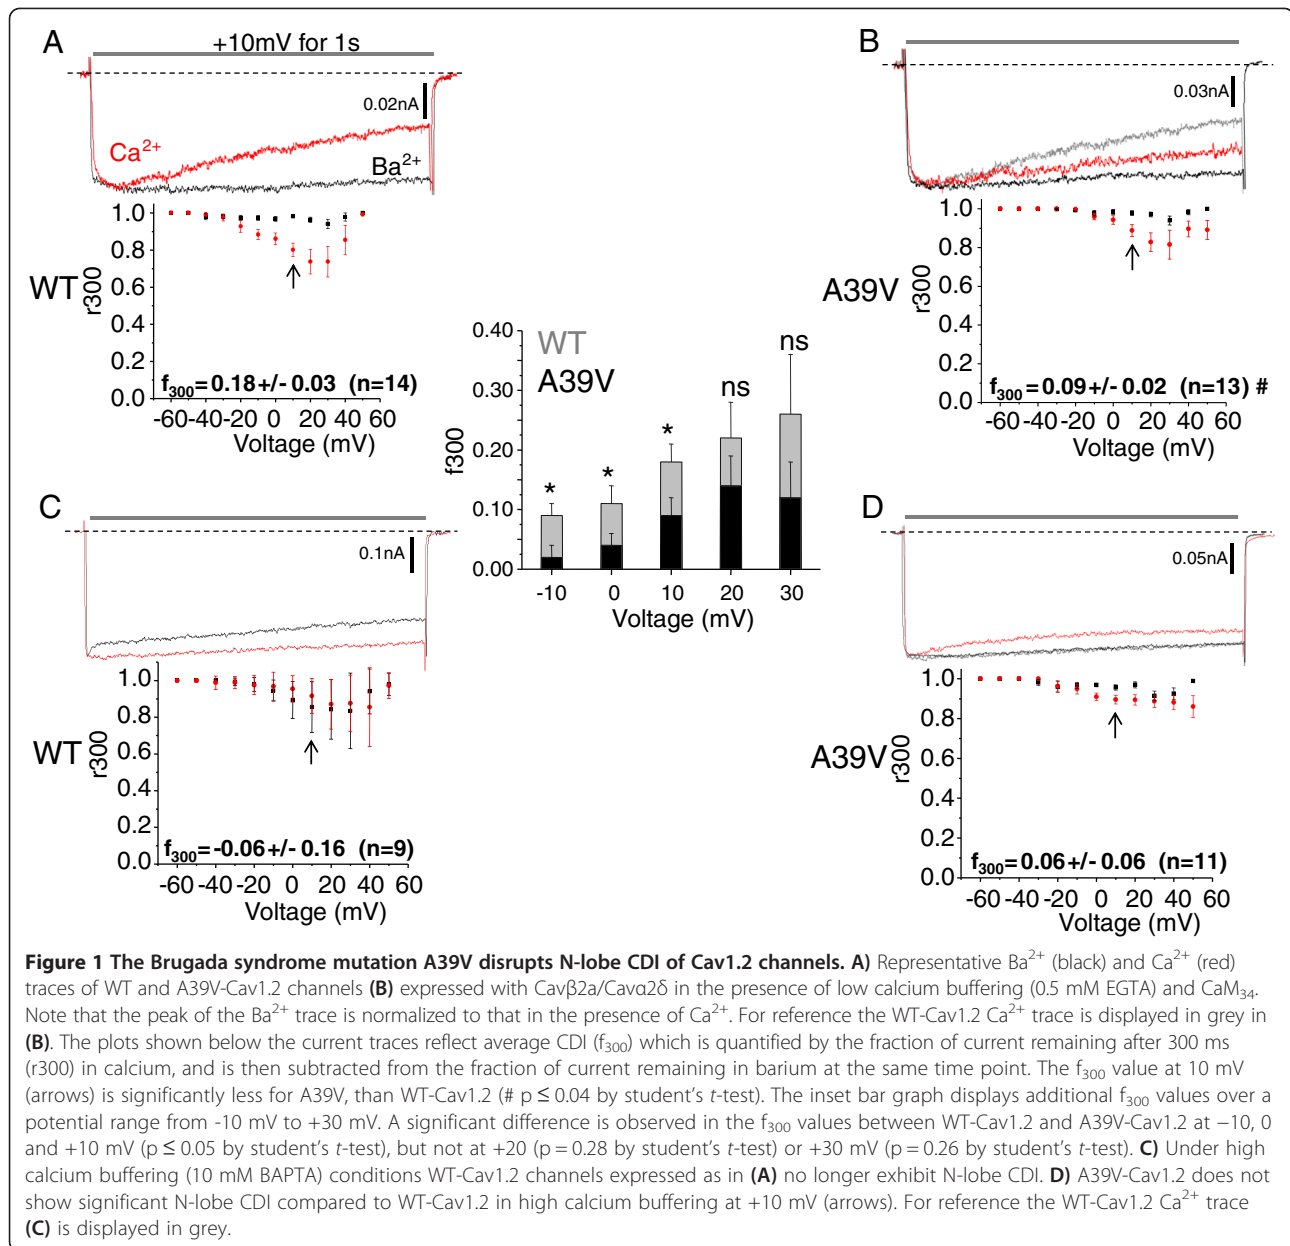 A
+10mV for 1s
0.02nA
Ca2+
Ba2+
1.0
0.8
0.6
0.4
0.2
0.0
r300
WT
f300= 0.18+/- 0.03 (n=14)
-60 -40 -20 0 20 40 60
Voltage (mV)
B
0.03nA
1.0
0.8
0.6
0.4
0.2
0.0
r300
A39V
f300= 0.09+/- 0.02 (n=13) #
-60 -40 -20 0 20 40 60
Voltage (mV)
0.40
0.30
0.20
0.10
0.00
f300
WT
A39V
* * * ns ns
-10 0 10 20 30
Voltage (mV)
C
0.1nA
1.0
0.8
0.6
0.4
0.2
0.0
r300
WT
f300= -0.06+/- 0.16 (n=9)
-60 -40 -20 0 20 40 60
Voltage (mV)
D
0.05nA
1.0
0.8
0.6
0.4
0.2
0.0
r300
A39V
f300= 0.06+/- 0.06 (n=11)
-60 -40 -20 0 20 40 60
Voltage (mV)
Figure 1 The Brugada syndrome mutation A39V disrupts N-lobe CDI of Cav1.2 channels. A) Representative Ba2+ (black) and Ca2+ (red)
traces of WT and A39V-Cav1.2 channels (B) expressed with Cavβ2a/Cavα2δ in the presence of low calcium buffering (0.5 mM EGTA) and CaM34.
Note that the peak of the Ba2+ trace is normalized to that in the presence of Ca2+. For reference the WT-Cav1.2 Ca2+ trace is displayed in grey in
(B). The plots shown below the current traces reflect average CDI (f300) which is quantified by the fraction of current remaining after 300 ms
(r300) in calcium, and is then subtracted from the fraction of current remaining in barium at the same time point. The f300 value at 10 mV
(arrows) is significantly less for A39V, than WT-Cav1.2 (# p ≤ 0.04 by student's t-test). The inset bar graph displays additional f300 values over a
potential range from -10 mV to +30 mV. A significant difference is observed in the f300 values between WT-Cav1.2 and A39V-Cav1.2 at −10, 0
and +10 mV (p ≤ 0.05 by student's t-test), but not at +20 (p = 0.28 by student's t-test) or +30 mV (p = 0.26 by student's t-test). C) Under high
calcium buffering (10 mM BAPTA) conditions WT-Cav1.2 channels expressed as in (A) no longer exhibit N-lobe CDI. D) A39V-Cav1.2 does not
show significant N-lobe CDI compared to WT-Cav1.2 in high calcium buffering at +10 mV (arrows). For reference the WT-Cav1.2 Ca2+ trace
(C) is displayed in grey.